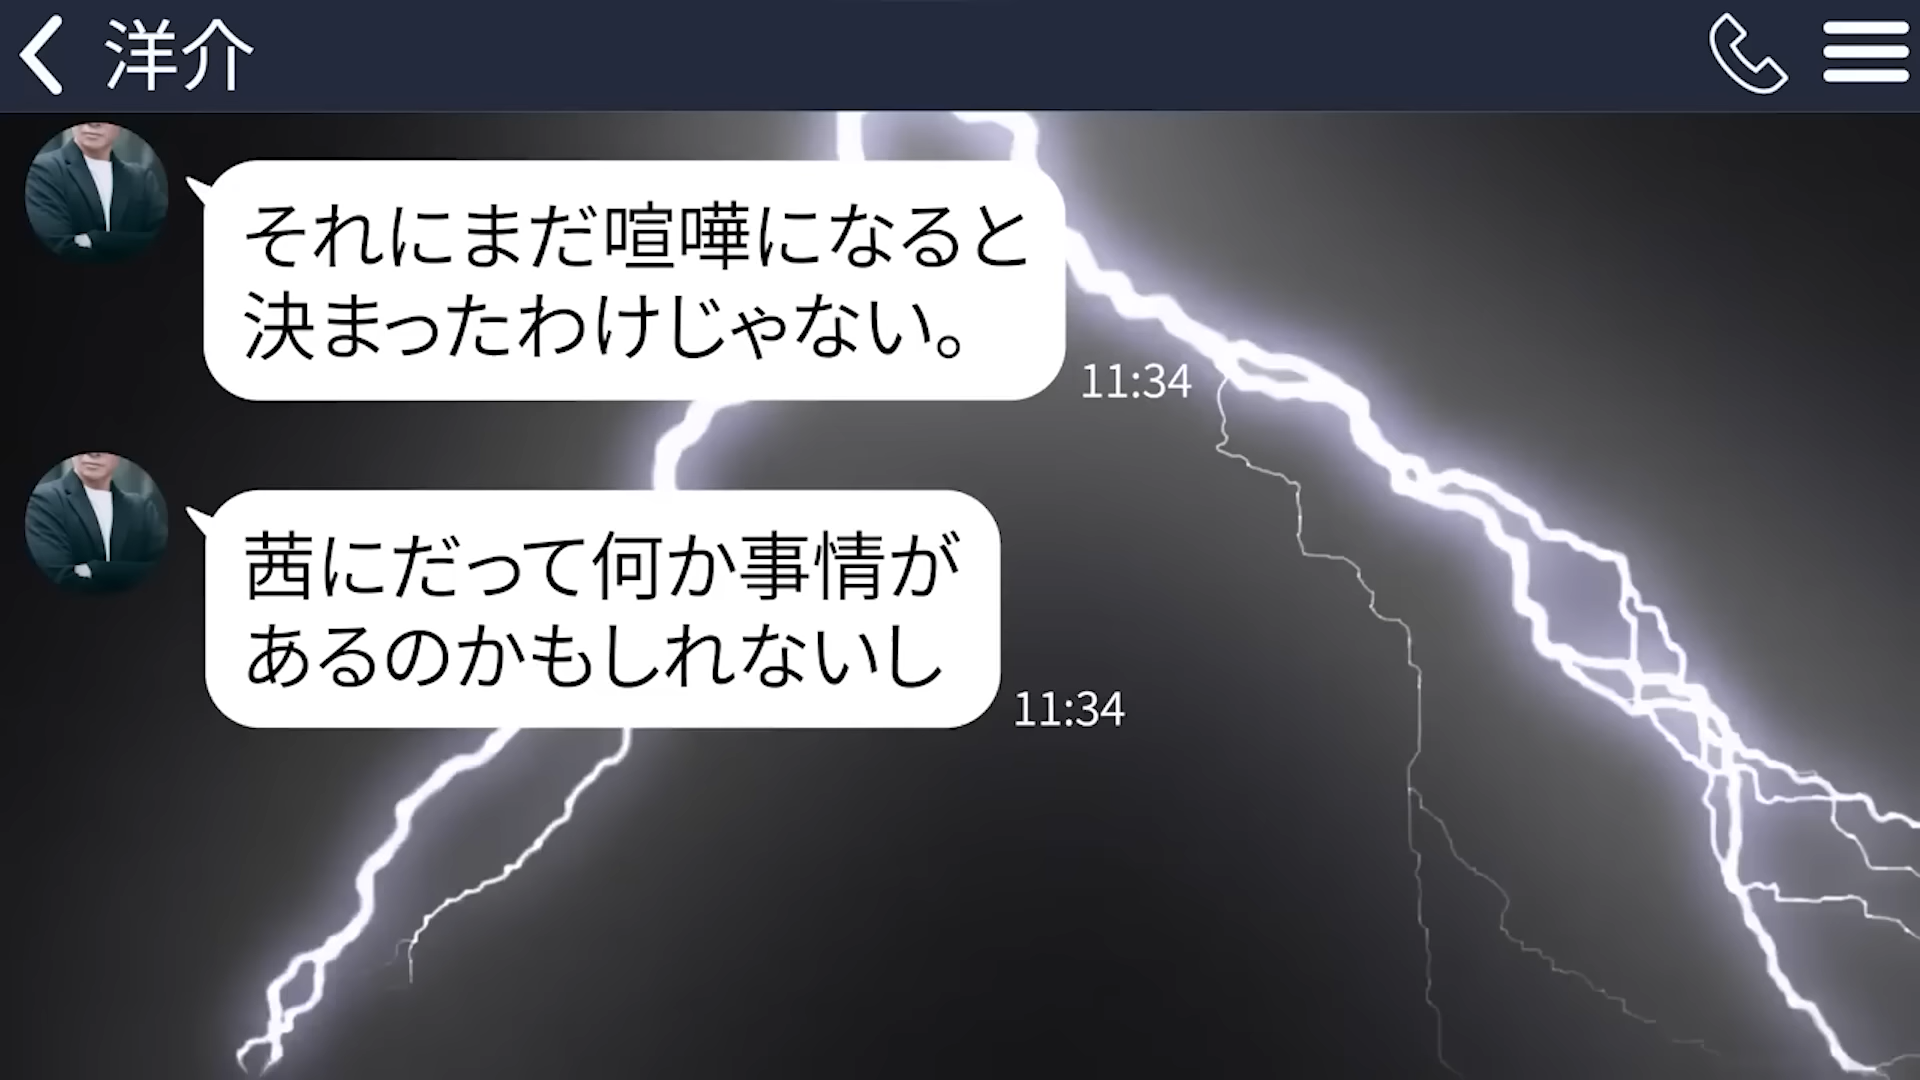 洋介
それにまだ喧嘩になると
決まったわけじゃない。
11:34
茜にだって何か事情が
あるのかもしれないし
11:34